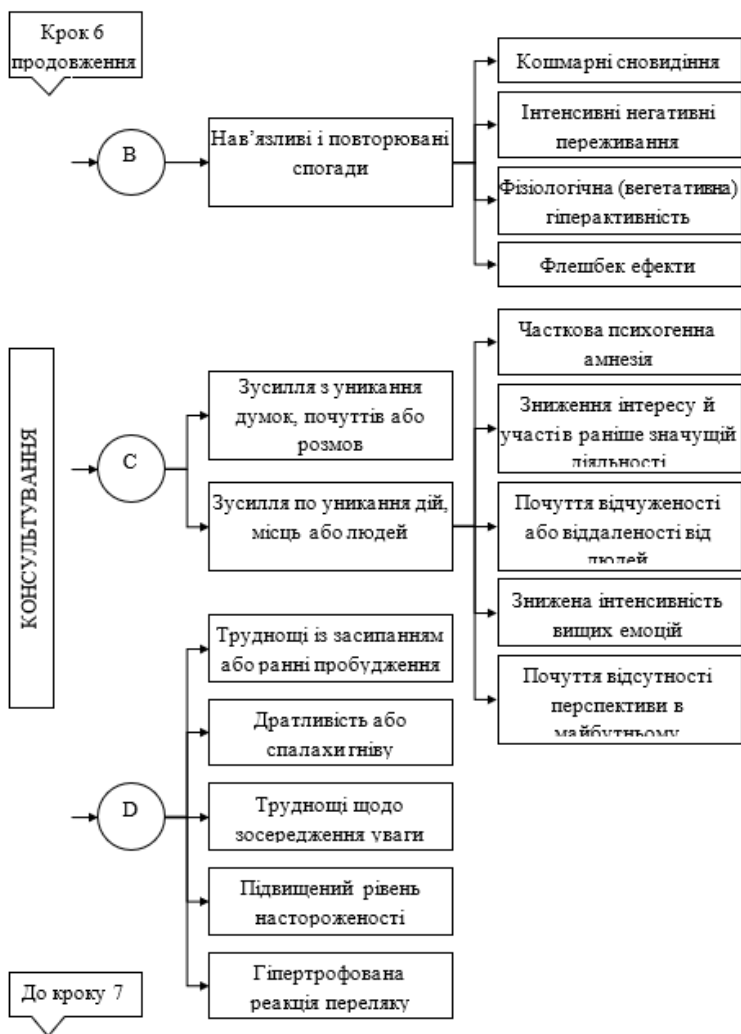 Крок 6
продовження
B
Нав’язливі і повторювані
спогади
Кошмарні сновидіння
Інтенсивні негативні
переживання
Фізіологічна (вегетативна)
гіперактивність
Флешбек ефекти
КОНСУЛЬТУВАННЯ
C
Зусилля з уникання
думок, почуттів або
розмов
Зусилля по уникання дій,
місць або людей
Часткова психогенна
амнезія
Зниження інтересу й
участі в раніше значущій
діяльності
Почуття відчуженості
або віддаленості від
людей
Знижена інтенсивність
вищих емоцій
Почуття відсутності
перспективи в
майбутньому
D
Труднощі із засипанням
або ранні пробудження
Дратливість або
спалахи гніву
Труднощі щодо
зосередження уваги
Підвищений рівень
настороженості
Гіпертрофована
реакція переляку
До кроку 7